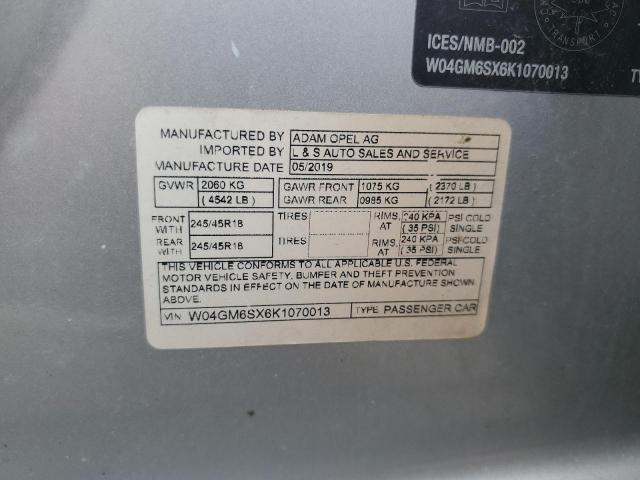 TRANSPORT
ICES/NMB-002
W04GM6SX6K1070013
MANUFACTURED BY ADAM OPEL AG
IMPORTED BY L & S AUTO SALES AND SERVICE
MANUFACTURE DATE 05/2019
GVWR 2060 KG GAWR FRONT 1075 KG ( 2370 LB )
( 4542 LB ) GAWR REAR 0985 KG ( 2172 LB )
FRONT WITH 245/45R18 TIRES RIMS, AT 240 KPA ( 35 PSI) PSI COLD SINGLE
REAR WITH 245/45R18 TIRES RIMS, AT 240 KPA ( 35 PSI) PSI COLD SINGLE
THIS VEHICLE CONFORMS TO ALL APPLICABLE U.S. FEDERAL
MOTOR VEHICLE SAFETY, BUMPER AND THEFT PREVENTION
STANDARDS IN EFFECT ON THE DATE OF MANUFACTURE SHOWN
ABOVE.
VIN W04GM6SX6K1070013 TYPE PASSENGER CAR